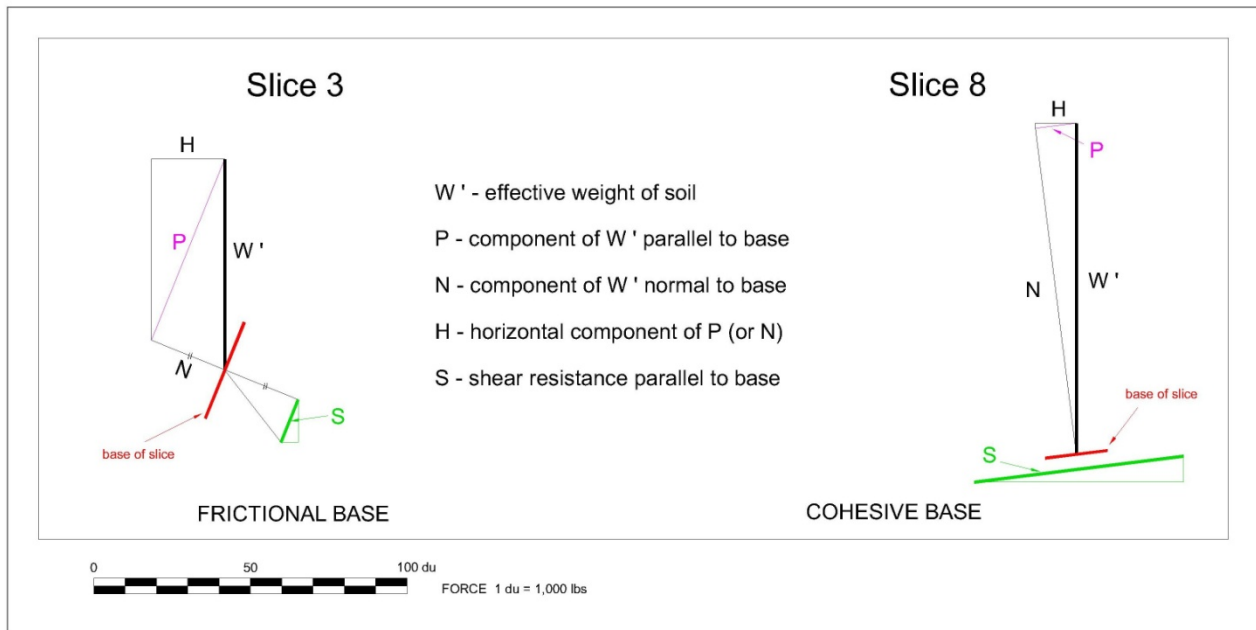 Slice 3
Slice 8
H
P
W '
N
S
base of slice
FRICTIONAL BASE
W ' - effective weight of soil
P - component of W ' parallel to base
N - component of W ' normal to base
H - horizontal component of P (or N)
S - shear resistance parallel to base
H
P
N
W '
base of slice
S
COHESIVE BASE
0 50 100 du
FORCE 1 du = 1,000 lbs